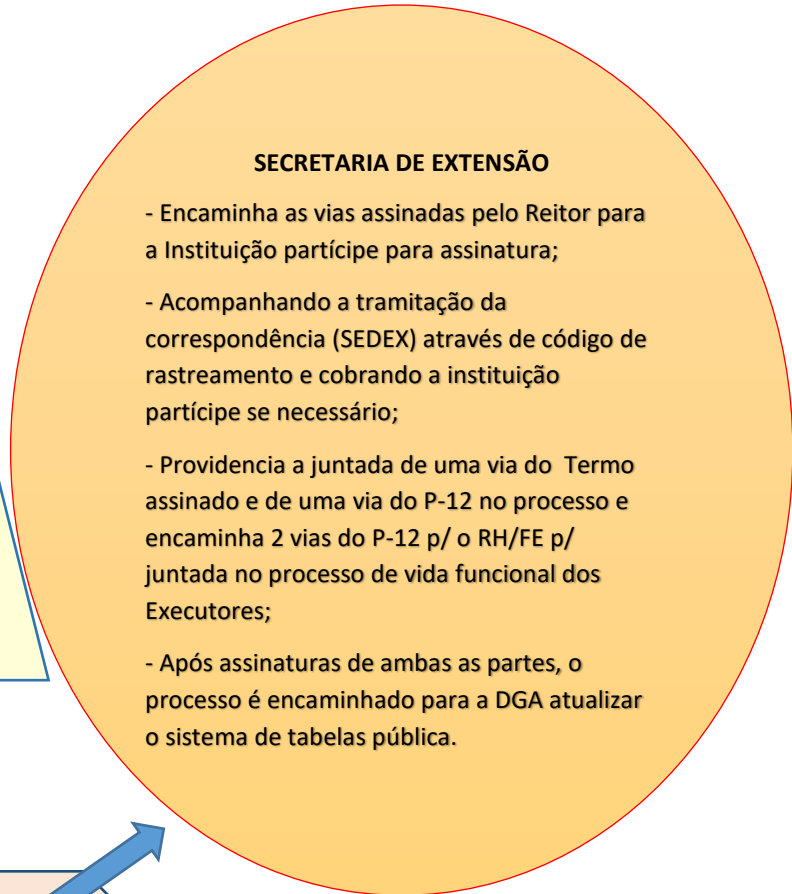 SECRETARIA DE EXTENSÃO
- Encaminha as vias assinadas pelo Reitor para
a Instituição partícipe para assinatura;
- Acompanhando a tramitação da
correspondência (SEDEX) através de código de
rastreamento e cobrando a instituição
partícipe se necessário;
- Providencia a juntada de uma via do  Termo
assinado e de uma via do P-12 no processo e
encaminha 2 vias do P-12 p/ o RH/FE p/
juntada no processo de vida funcional dos
Executores;
- Após assinaturas de ambas as partes, o
processo é encaminhado para a DGA atualizar
o sistema de tabelas pública.